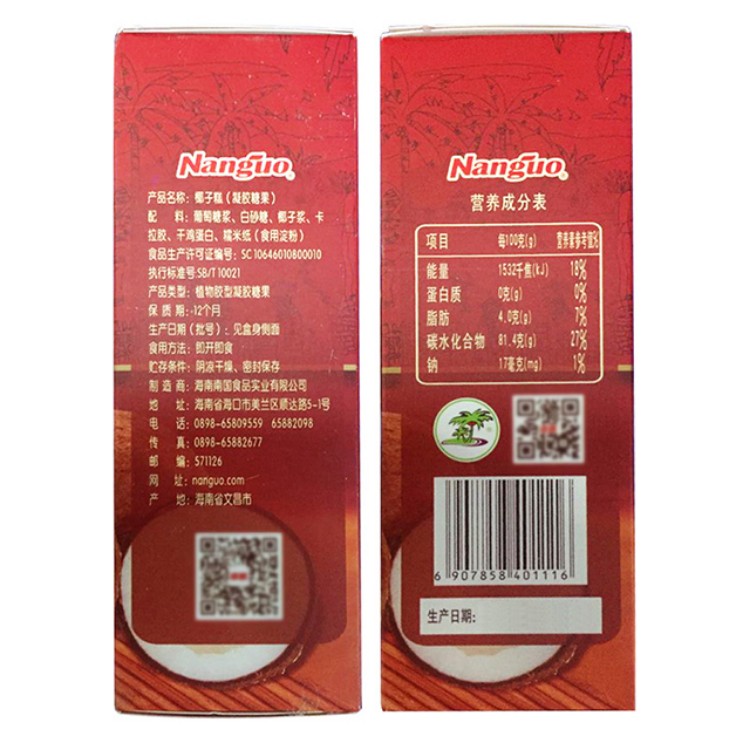 Nanguo®
产品名称: 椰子糕 (凝胶糖果)
配 料: 葡萄糖浆、白砂糖、椰子浆、卡
拉胶、干鸡蛋白、糯米纸 (食用淀粉)
食品生产许可证编号: SC10646010800010
执行标准号:SB/T 10021
产品类型: 植物胶型凝胶糖果
保质期: 12个月
生产日期 (批号): 见盒身侧面
食用方法: 即开即食
贮存条件: 阴凉干燥、密封保存
制造商: 海南南国食品实业有限公司
地 址: 海南省海口市美兰区顺达路5-1号
电 话: 0898-65809559 65882098
传 真: 0898-65882677
邮 编: 571126
网 址: nanguo.com
产 地: 海南省文昌市
Nanguo®
营养成分表
项目 每100克(g) 营养素参考值%
能量 1532千焦(kJ) 18%
蛋白质 0克(g) 0%
脂肪 4.0克(g) 7%
碳水化合物 81.4克(g) 27%
钠 17毫克(mg) 1%
6 907858 401116
生产日期: